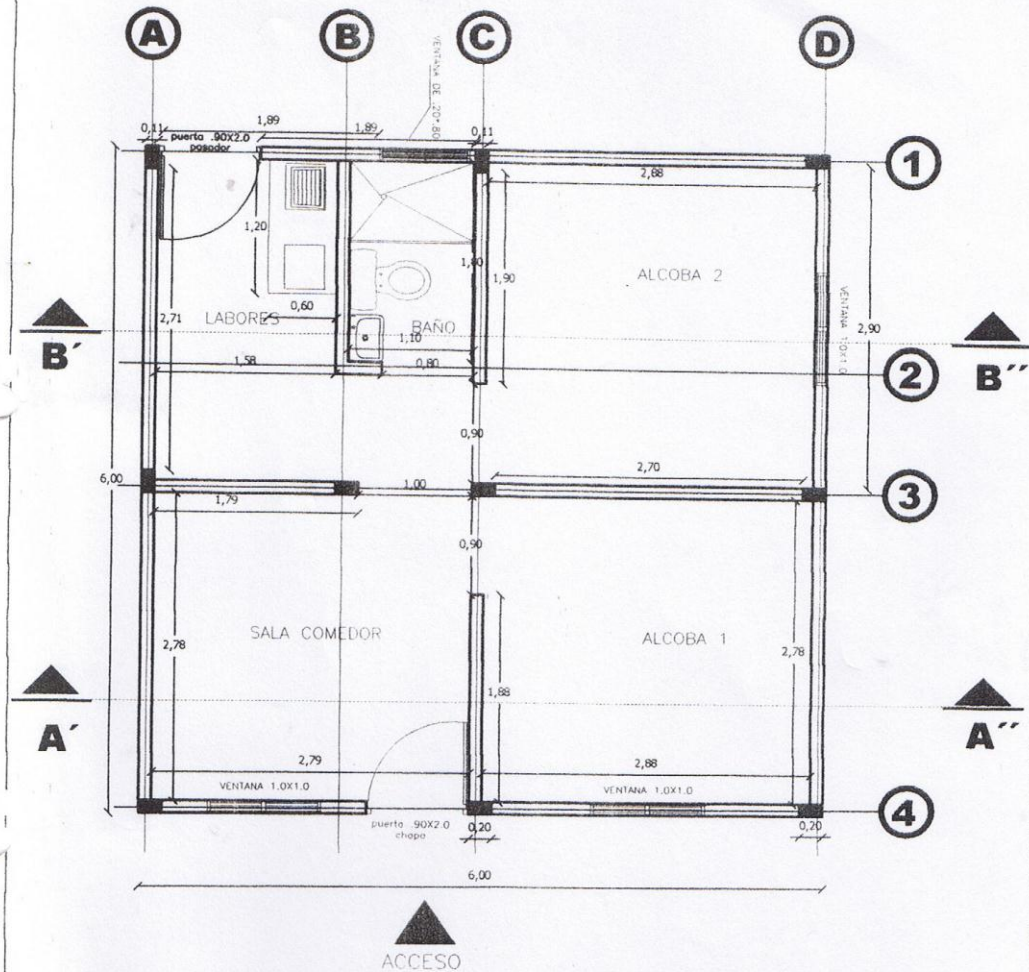 A B C D
VENTANA DE .20*.80
1,89
0,11 puerta .90X2.0 1,89 0,11
pasador
1
2,88
1,20
1,90
ALCOBA 2
2,71
0,60
LABORES
BAÑO
VENTANA 1.0X1.0
2,90
B´
1,10
B´´
1,58
0,80
2
0,90
6,00
2,70
1,79
1,00
3
0,90
SALA COMEDOR
ALCOBA 1
2,78
2,78
1,88
A´
A´´
2,79
2,88
VENTANA 1.0X1.0
VENTANA 1.0X1.0
4
puerta .90X2.0
chapa
0,20
0,20
6,00
ACCESO